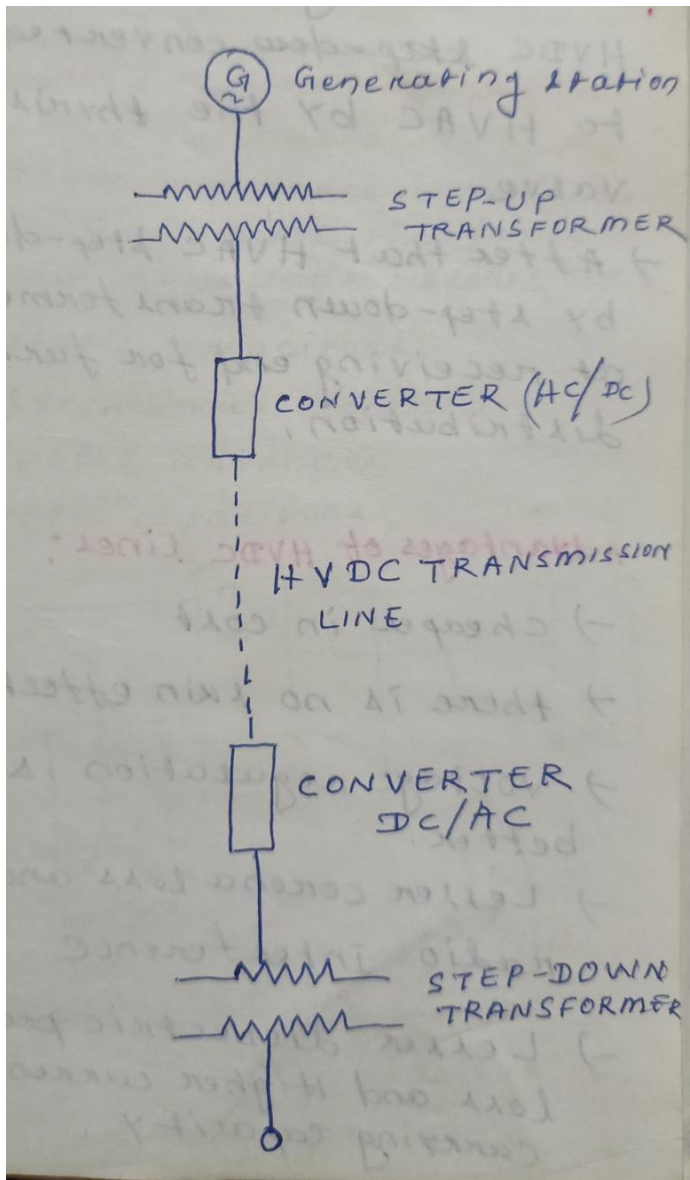 G Generating station
STEP-UP
TRANSFORMER
CONVERTER (AC/DC)
HVDC TRANSMISSION
LINE
CONVERTER
DC/AC
STEP-DOWN
TRANSFORMER